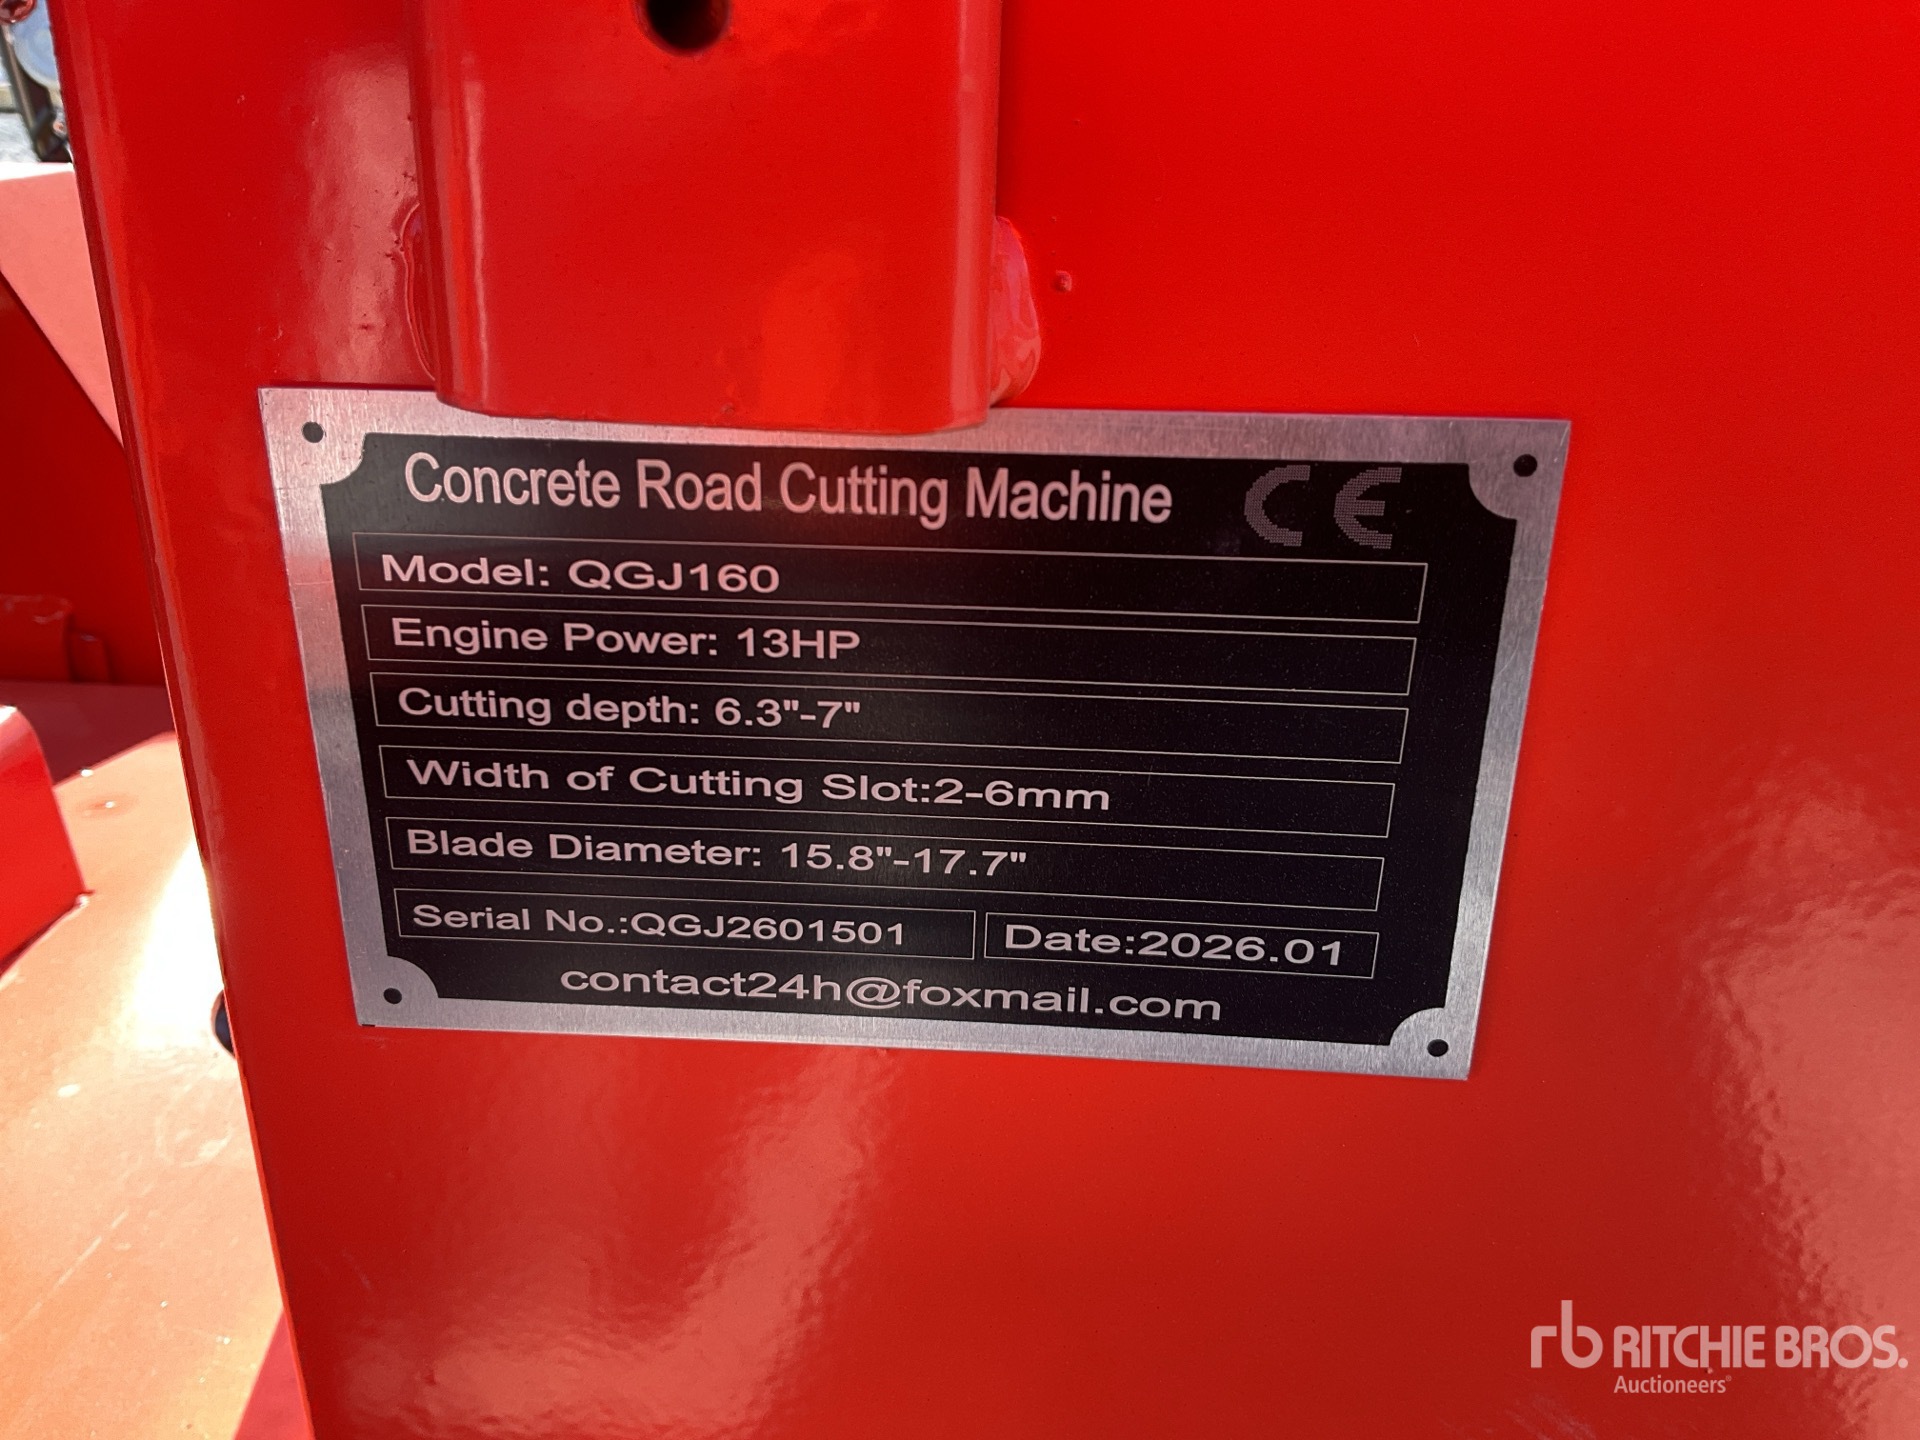 Concrete Road Cutting Machine CE
Model: QGJ160
Engine Power: 13HP
Cutting depth: 6.3"-7"
Width of Cutting Slot:2-6mm
Blade Diameter: 15.8"-17.7"
Serial No.:QGJ2601501 Date:2026.01
contact24h@foxmail.com
rb RITCHIE BROS.
Auctioneers®